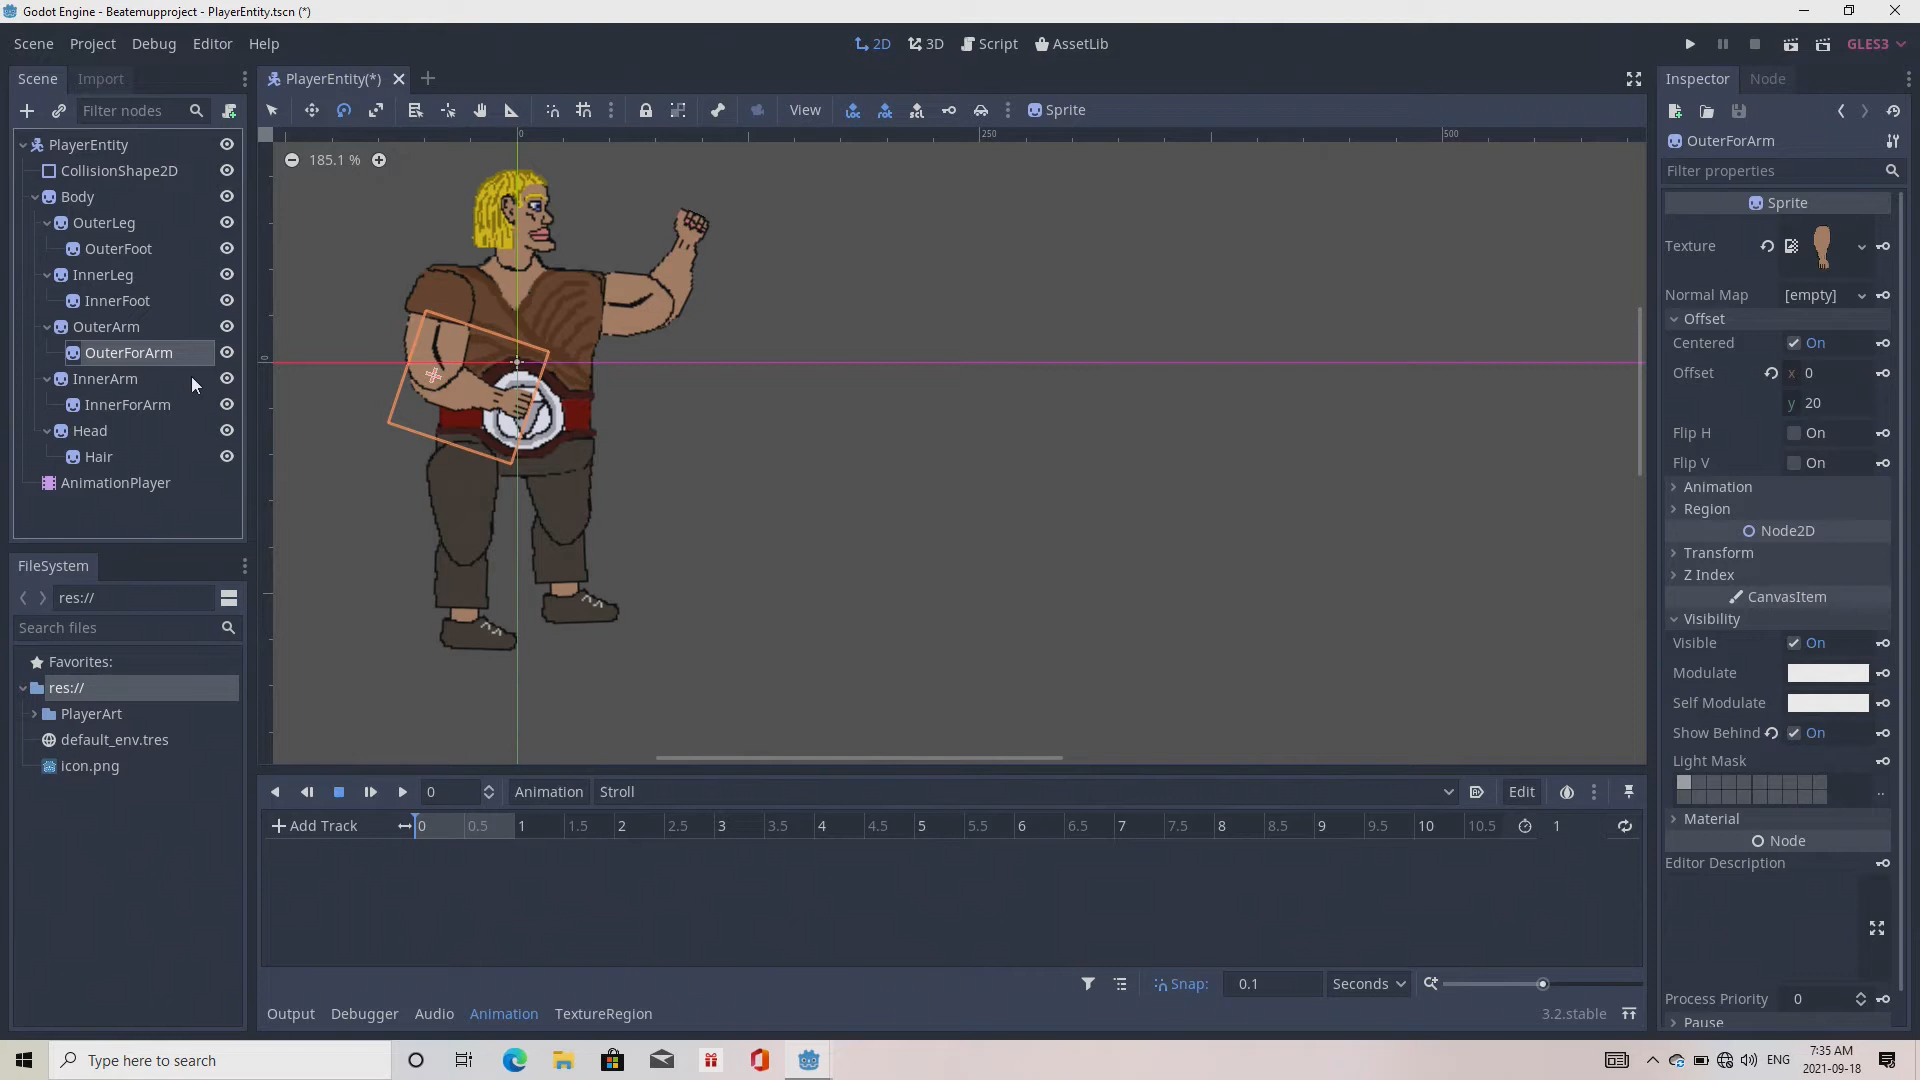 Godot Engine - Beatemupproject - PlayerEntity.tscn (*)
Scene Project Debug Editor Help
2D 3D Script AssetLib
GLES3
Scene Import
PlayerEntity(*)
Inspector Node
Filter nodes
View
Sprite
OuterForArm
Filter properties
PlayerEntity
CollisionShape2D
Body
OuterLeg
OuterFoot
InnerLeg
InnerFoot
OuterArm
OuterForArm
InnerArm
InnerForArm
Head
Hair
AnimationPlayer
0 250 500
185.1 %
0
Sprite
Texture
Normal Map [empty]
Offset
Centered On
Offset x 0
y 20
Flip H On
Flip V On
Animation
Region
Node2D
Transform
Z Index
CanvasItem
Visibility
Visible On
Modulate
Self Modulate
Show Behind On
Light Mask
..
Material
Node
Editor Description
Process Priority 0
Pause
FileSystem
res://
Search files
Favorites:
res://
PlayerArt
default_env.tres
icon.png
0 Animation Stroll Edit
Add Track 0 0.5 1 1.5 2 2.5 3 3.5 4 4.5 5 5.5 6 6.5 7 7.5 8 8.5 9 9.5 10 10.5 1
Snap: 0.1 Seconds
Output Debugger Audio Animation TextureRegion 3.2.stable
Type here to search
ENG
7:35 AM
2021-09-18